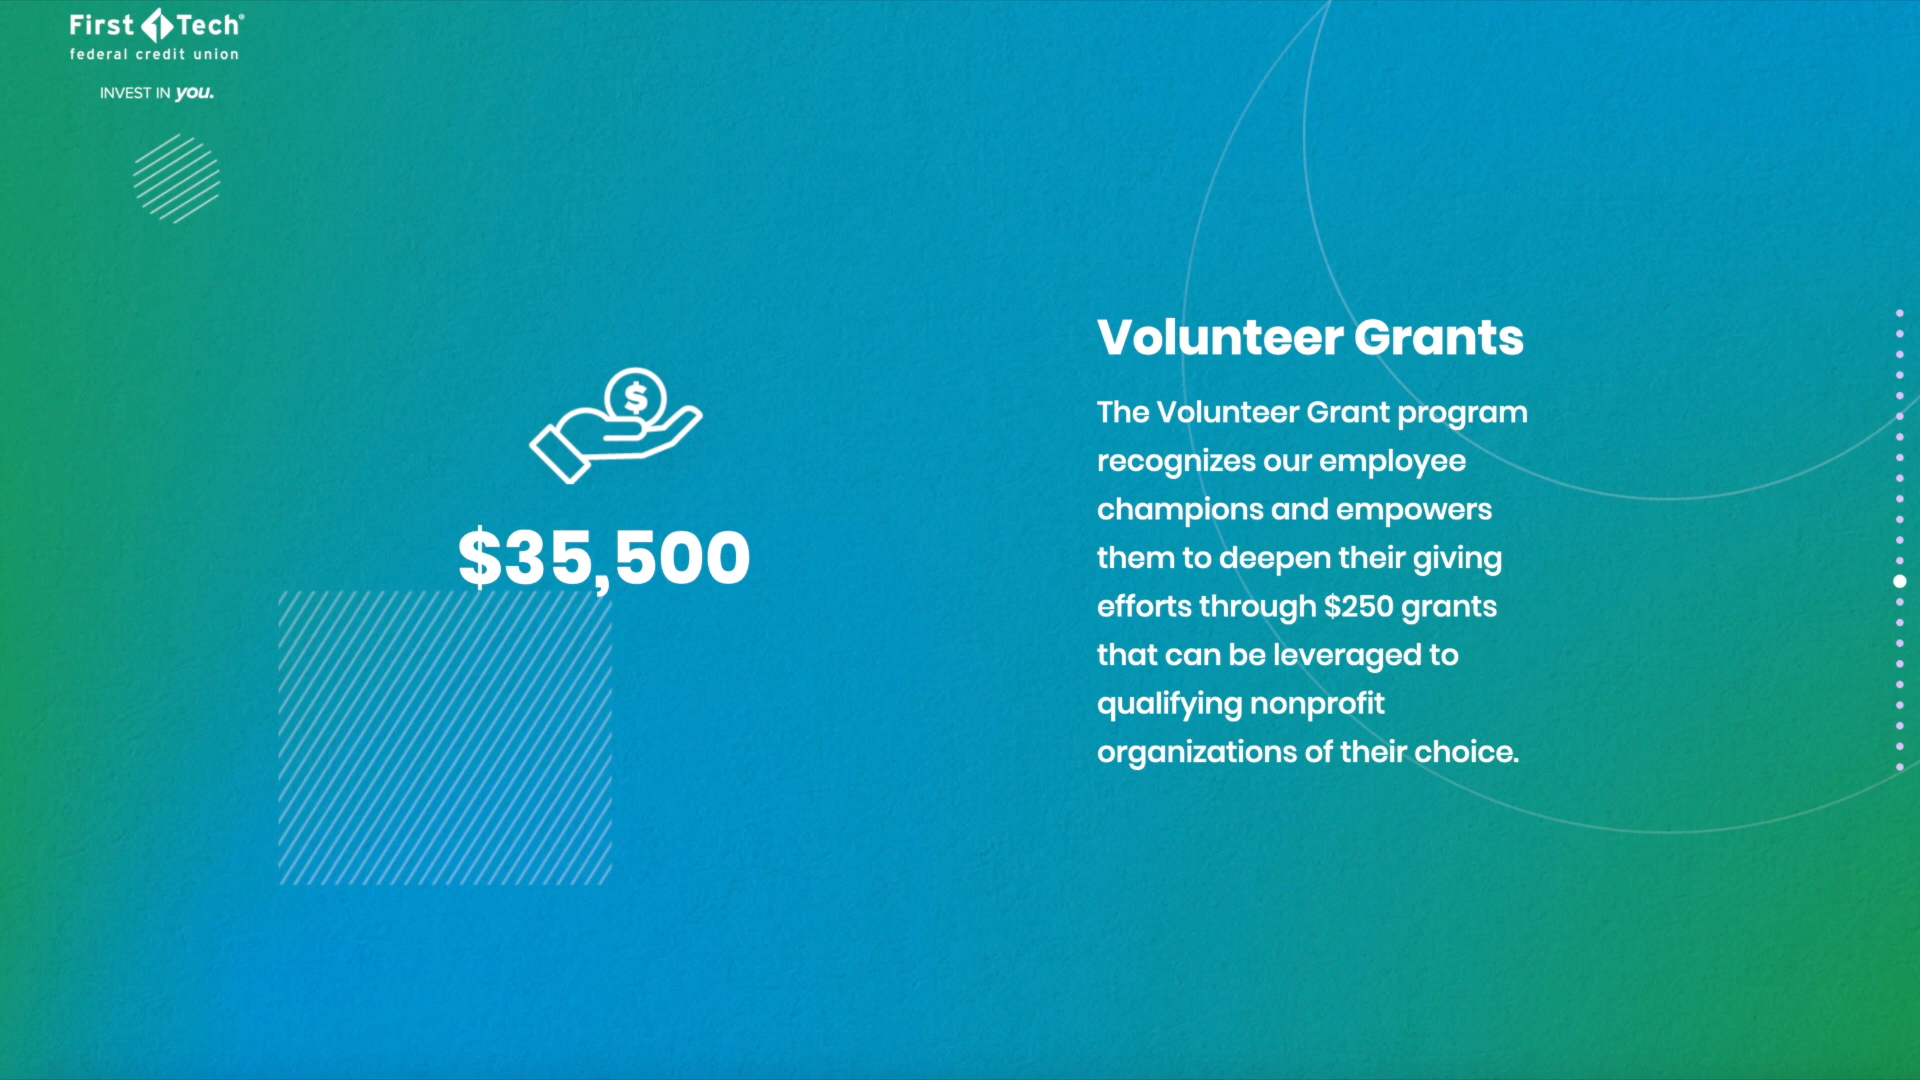 First Tech®
federal credit union
INVEST IN you.
$
$35,500
Volunteer Grants
The Volunteer Grant program
recognizes our employee
champions and empowers
them to deepen their giving
efforts through $250 grants
that can be leveraged to
qualifying nonprofit
organizations of their choice.